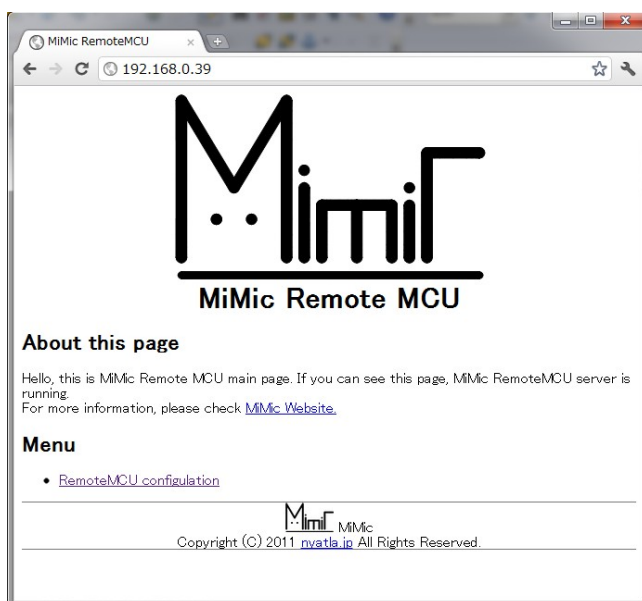 MiMic RemoteMCU
192.168.0.39
Mimic
MiMic Remote MCU
About this page
Hello, this is MiMic Remote MCU main page. If you can see this page, MiMic RemoteMCU server is
running.
For more information, please check MiMic Website.
Menu
RemoteMCU configulation
Mimic MiMic
Copyright (C) 2011 nyatla.jp All Rights Reserved.